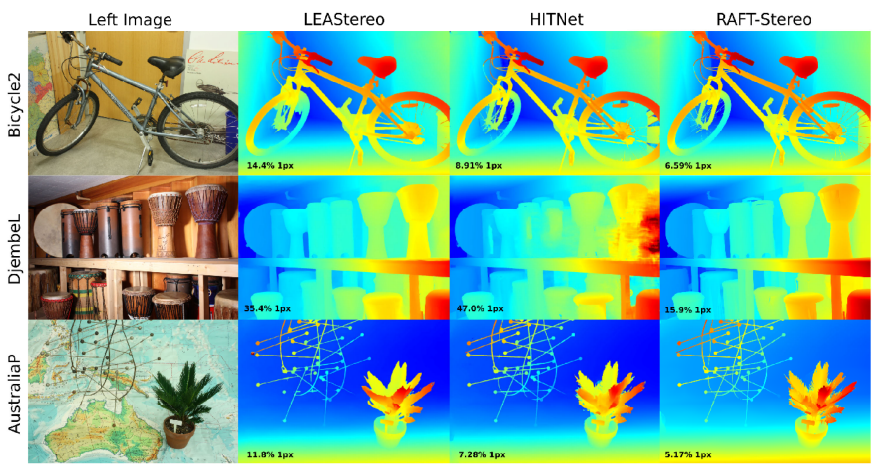 Left Image LEAStereo HITNet RAFT-Stereo
Bicycle2
14.4% 1px 8.91% 1px 6.59% 1px
DjembeL
35.4% 1px 47.0% 1px 15.9% 1px
AustraliaP
11.8% 1px 7.28% 1px 5.17% 1px